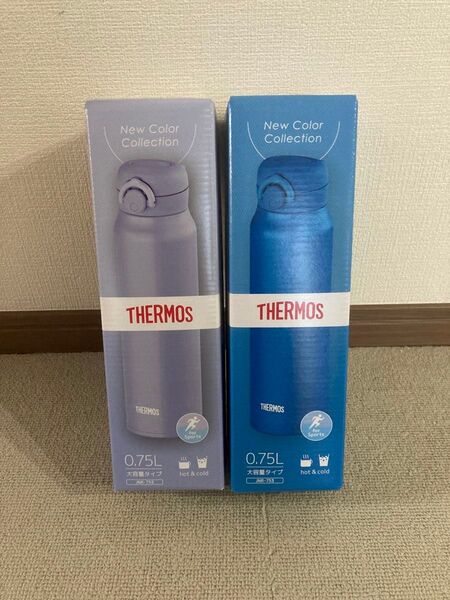 New Color
Collection
THERMOS
THERMOS
for
Sports
0.75L
大容量タイプ
hot & cold
JNR-753
New Color
Collection
THERMOS
THERMOS
for
Sports
0.75L
大容量タイプ
hot & cold
JNR-753